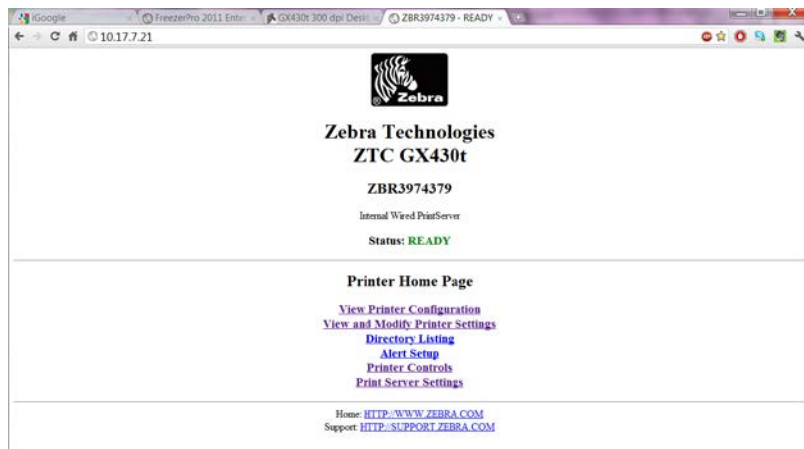 iGoogle
FreezerPro 2011 Enter
GX430t 300 dpi Deskt
ZBR3974379 - READY
10.17.7.21
Zebra
Zebra Technologies
ZTC GX430t
ZBR3974379
Internal Wired PrintServer
Status: READY
Printer Home Page
View Printer Configuration
View and Modify Printer Settings
Directory Listing
Alert Setup
Printer Controls
Print Server Settings
Home: HTTP://WWW.ZEBRA.COM
Support: HTTP://SUPPORT.ZEBRA.COM